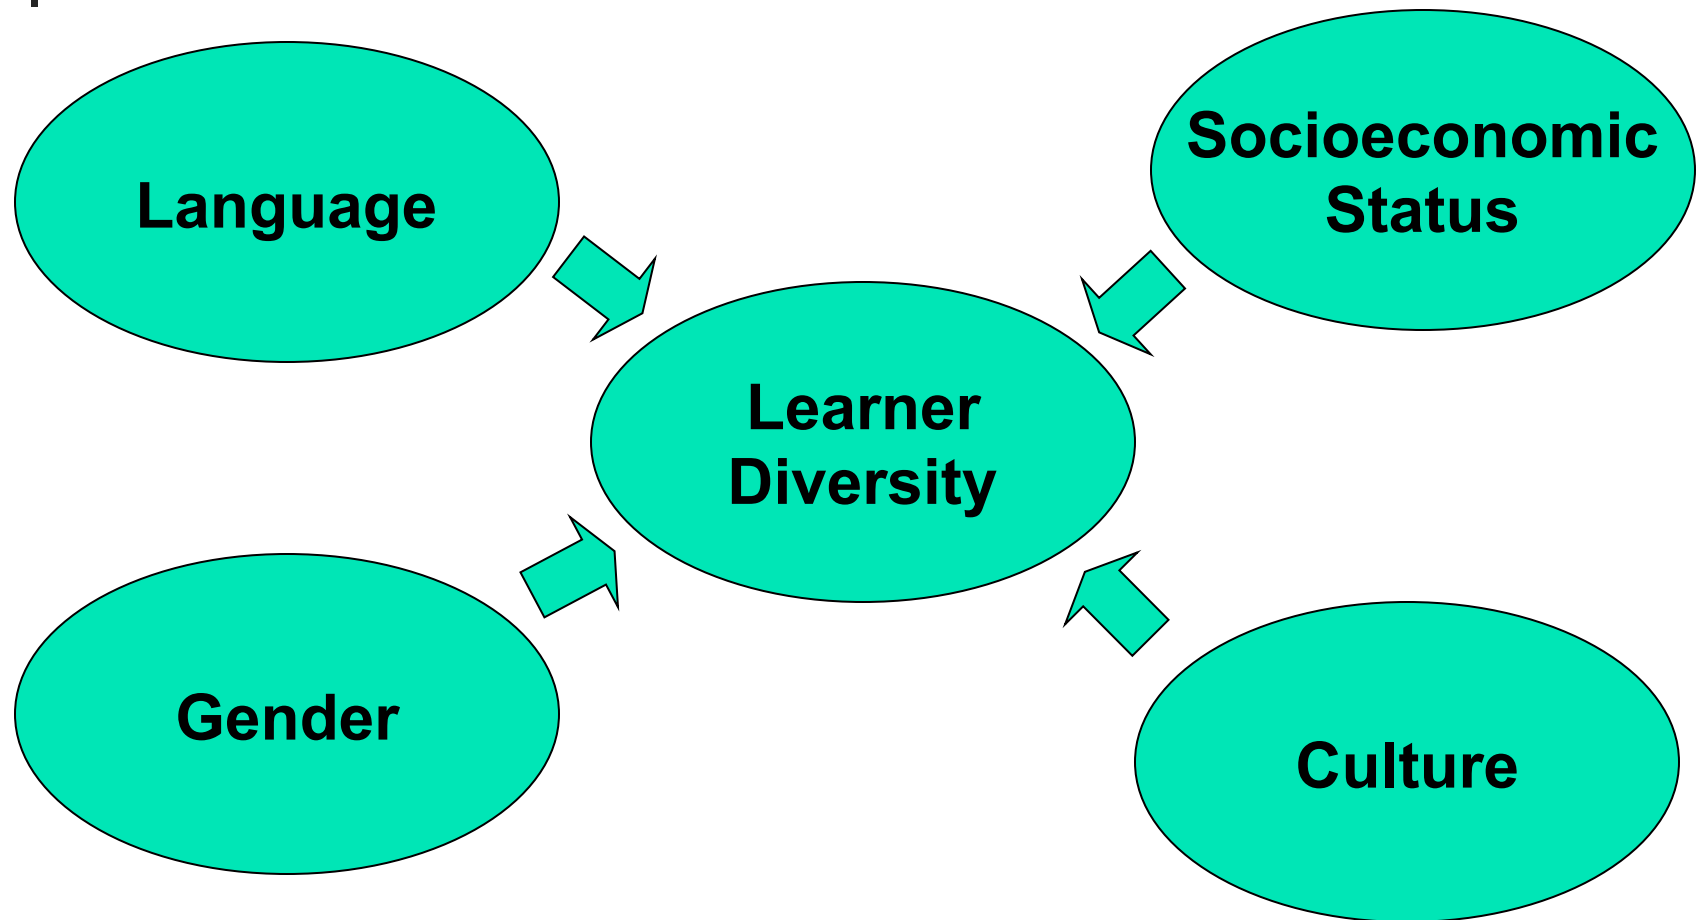 Language
Socioeconomic
Status
Learner
Diversity
Gender
Culture